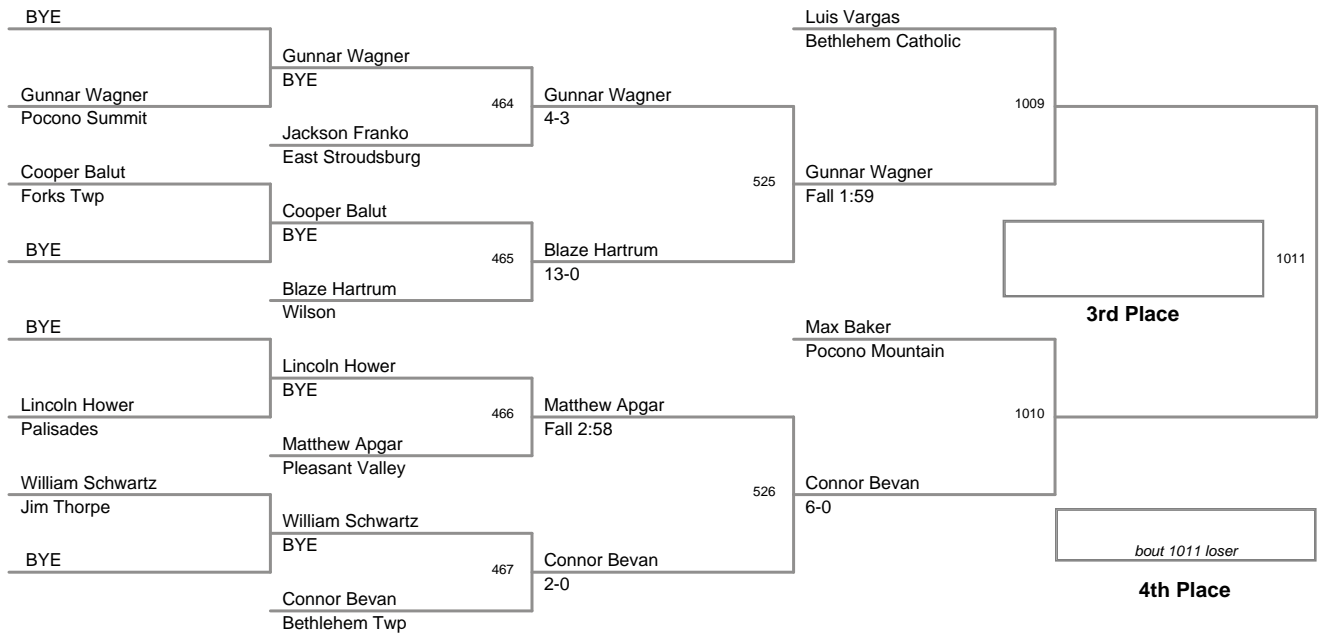 BYE
Gunnar Wagner
Pocono Summit
Cooper Balut
Forks Twp
BYE
BYE
Lincoln Hower
Palisades
William Schwartz
Jim Thorpe
BYE
Gunnar Wagner
BYE
464
Jackson Franko
East Stroudsburg
Cooper Balut
BYE
465
Blaze Hartrum
Wilson
Lincoln Hower
BYE
466
Matthew Apgar
Pleasant Valley
William Schwartz
BYE
467
Connor Bevan
Bethlehem Twp
Gunnar Wagner
4-3
525
Blaze Hartrum
13-0
Matthew Apgar
Fall 2:58
526
Connor Bevan
2-0
Luis Vargas
Bethlehem Catholic
1009
Gunnar Wagner
Fall 1:59
Max Baker
Pocono Mountain
1010
Connor Bevan
6-0
1011
3rd Place
bout 1011 loser
4th Place